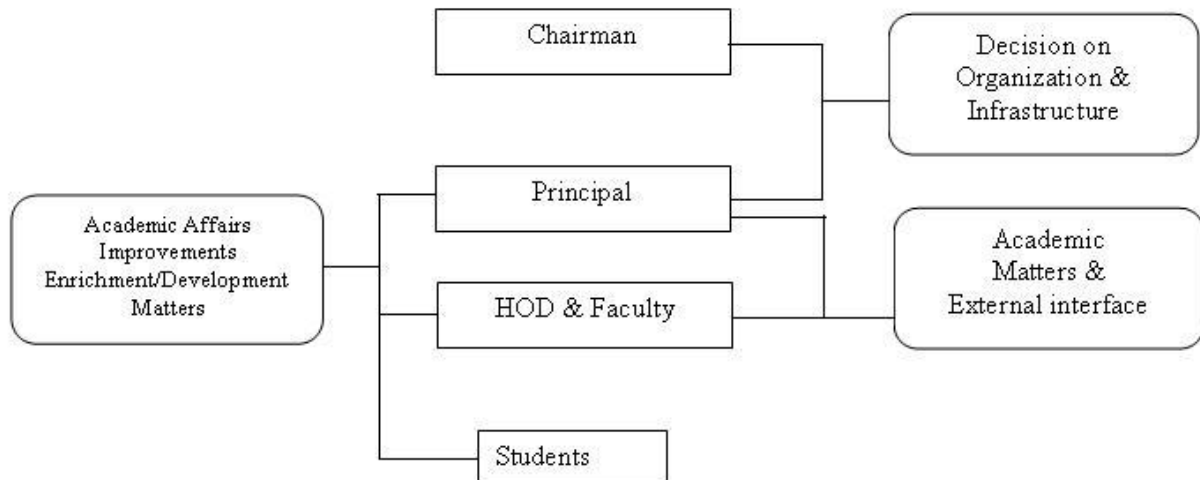 Chairman
Decision on
Organization &
Infrastructure
Principal
Academic Affairs
Improvements
Enrichment/Development
Matters
Academic
Matters &
External interface
HOD & Faculty
Students